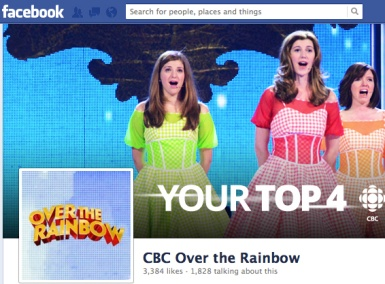 facebook
Search for people, places and things
YOUR TOP 4
CBC
OVER THE
RAINBOW
CBC Over the Rainbow
3,384 likes · 1,828 talking about this